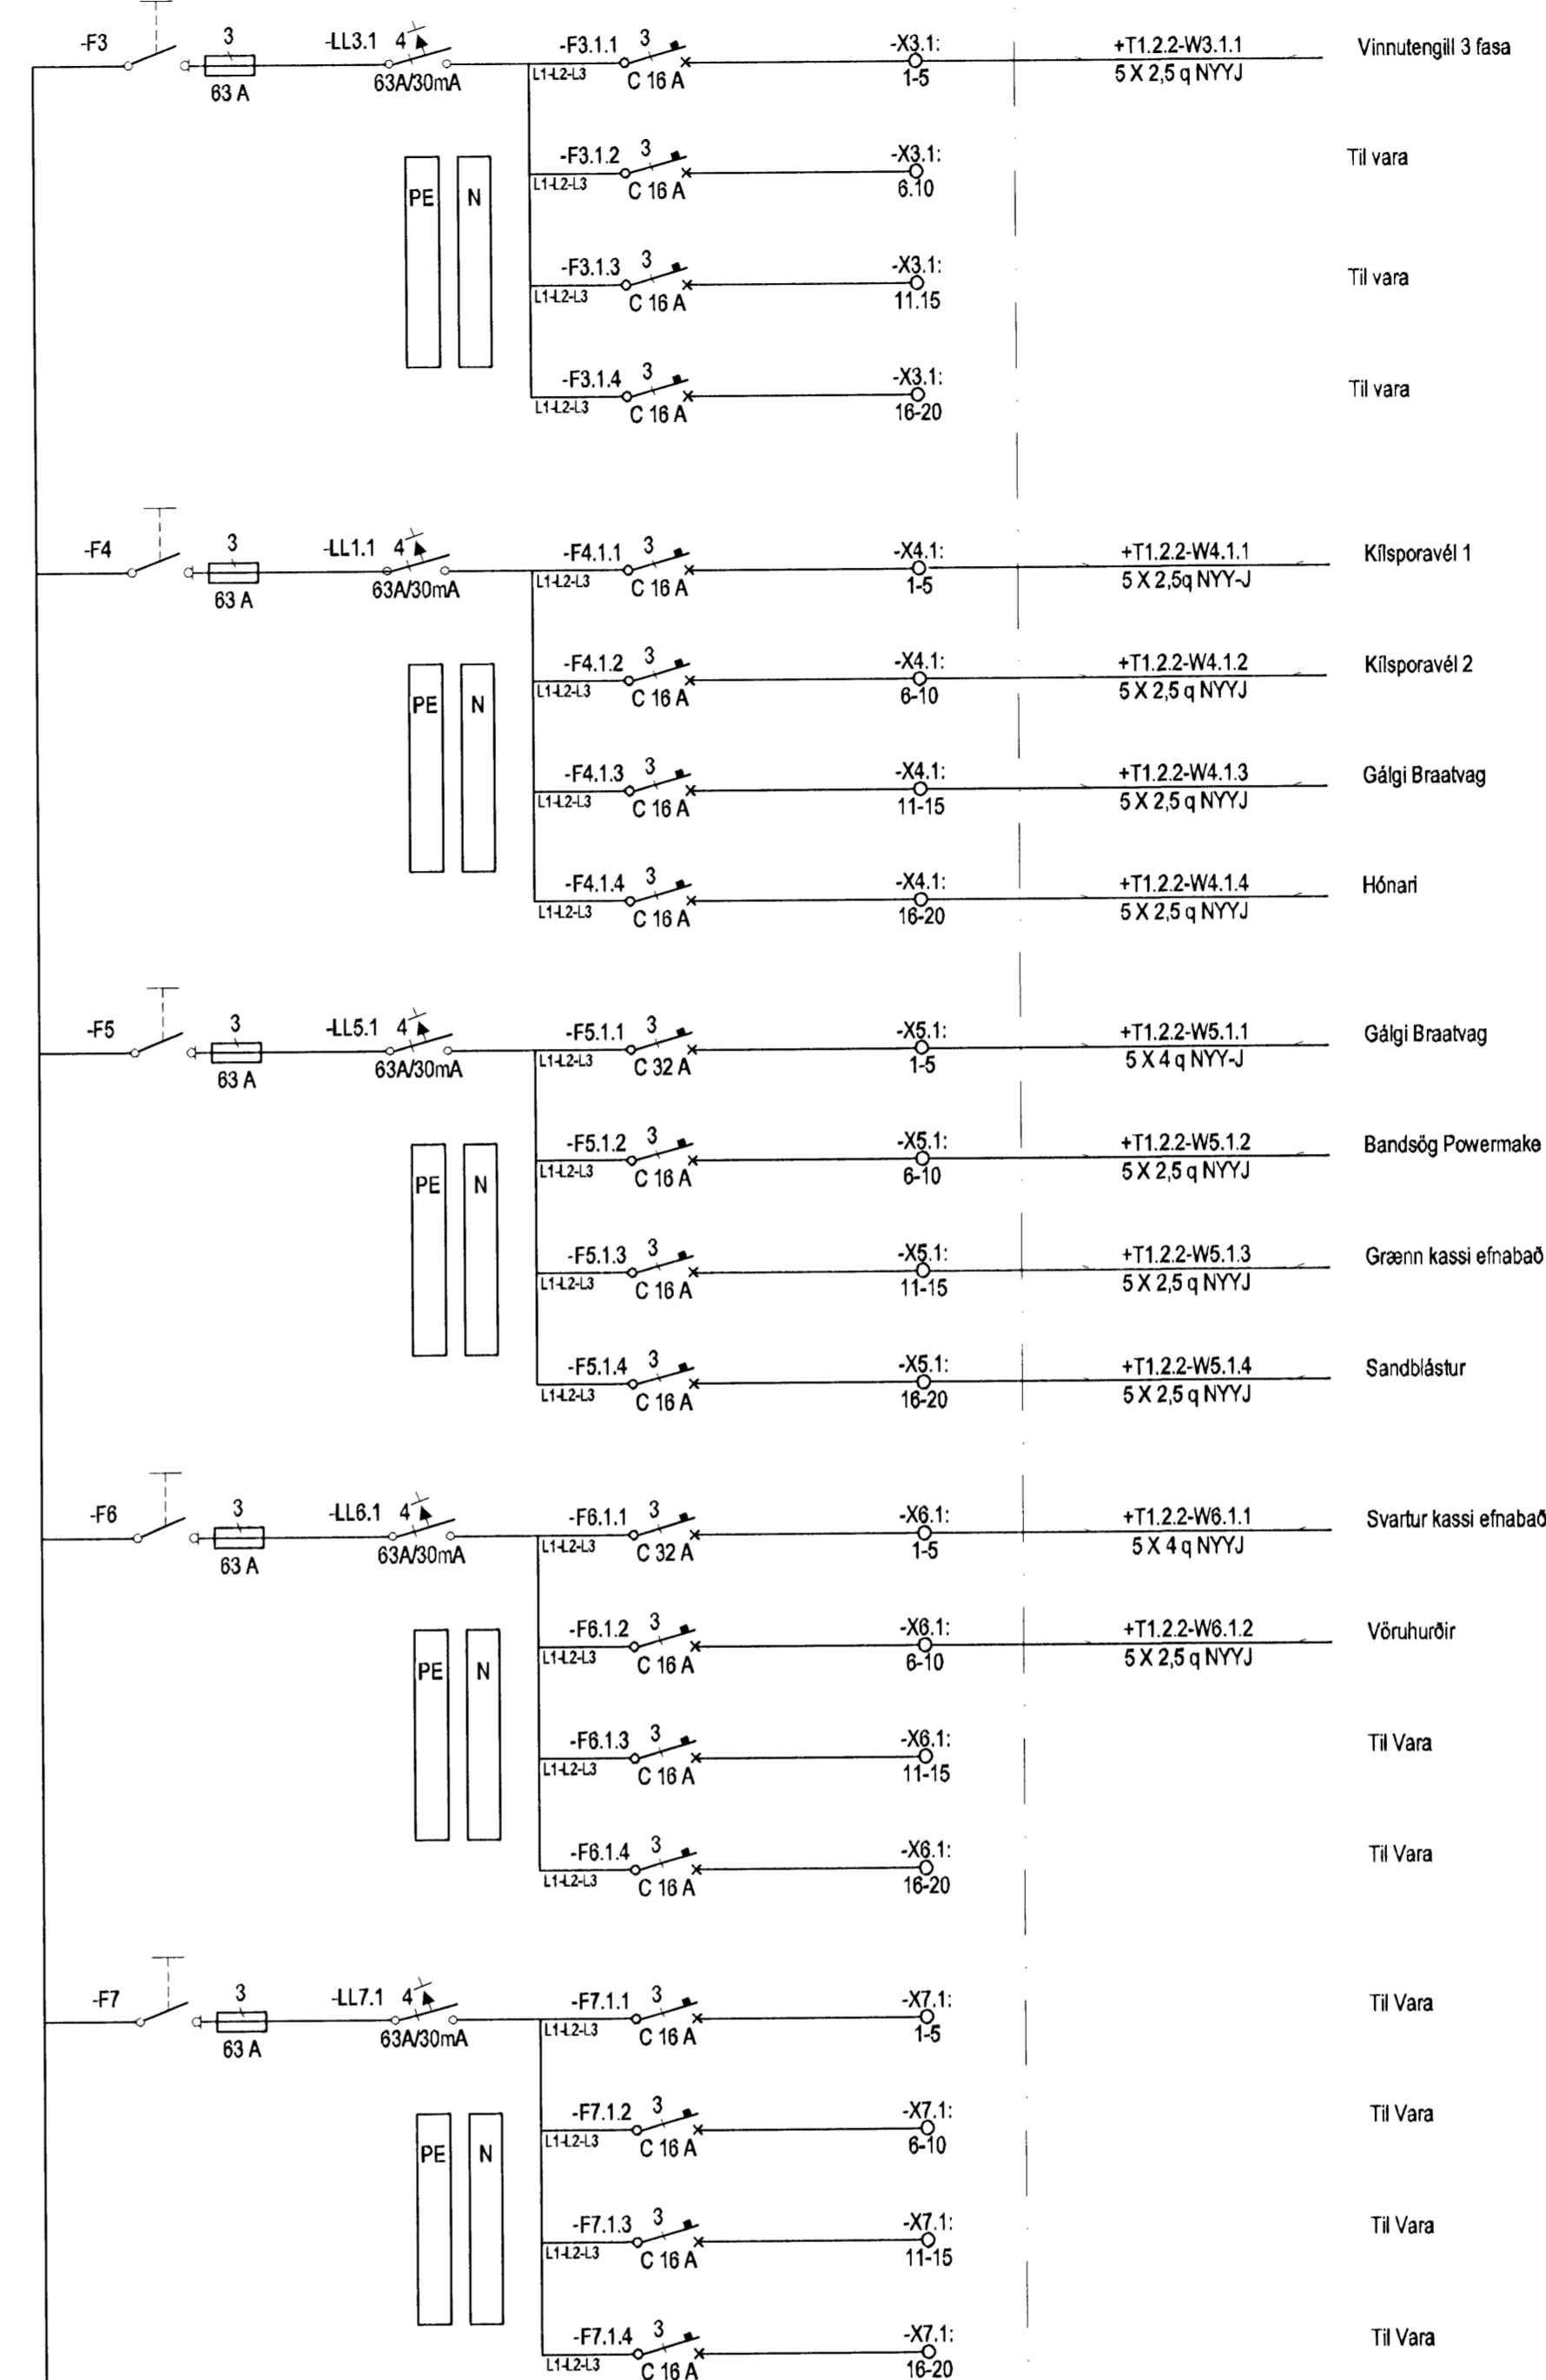 -F3 3 63 A -LL3.1 4 63A/30mA -F3.1.1 3 L1-L2-L3 C 16 A -X3.1: 1-5 +T1.2.2-W3.1.1 5 X 2,5 q NYYJ Vinnutengill 3 fasa
-F3.1.2 3 L1-L2-L3 C 16 A -X3.1: 6.10 Til vara
PE N
-F3.1.3 3 L1-L2-L3 C 16 A -X3.1: 11.15 Til vara
-F3.1.4 3 L1-L2-L3 C 16 A -X3.1: 16-20 Til vara
-F4 3 63 A -LL1.1 4 63A/30mA -F4.1.1 3 L1-L2-L3 C 16 A -X4.1: 1-5 +T1.2.2-W4.1.1 5 X 2,5q NYY-J Kílsporavél 1
-F4.1.2 3 L1-L2-L3 C 16 A -X4.1: 6-10 +T1.2.2-W4.1.2 5 X 2,5 q NYYJ Kílsporavél 2
PE N
-F4.1.3 3 L1-L2-L3 C 16 A -X4.1: 11-15 +T1.2.2-W4.1.3 5 X 2,5 q NYYJ Gálgi Braatvag
-F4.1.4 3 L1-L2-L3 C 16 A -X4.1: 16-20 +T1.2.2-W4.1.4 5 X 2,5 q NYYJ Hónari
-F5 3 63 A -LL5.1 4 63A/30mA -F5.1.1 3 L1-L2-L3 C 32 A -X5.1: 1-5 +T1.2.2-W5.1.1 5 X 4 q NYY-J Gálgi Braatvag
-F5.1.2 3 L1-L2-L3 C 16 A -X5.1: 6-10 +T1.2.2-W5.1.2 5 X 2,5 q NYYJ Bandsög Powermake
PE N
-F5.1.3 3 L1-L2-L3 C 16 A -X5.1: 11-15 +T1.2.2-W5.1.3 5 X 2,5 q NYYJ Grænn kassi efnabað
-F5.1.4 3 L1-L2-L3 C 16 A -X5.1: 16-20 +T1.2.2-W5.1.4 5 X 2,5 q NYYJ Sandblástur
-F6 3 63 A -LL6.1 4 63A/30mA -F6.1.1 3 L1-L2-L3 C 32 A -X6.1: 1-5 +T1.2.2-W6.1.1 5 X 4 q NYYJ Svartur kassi efnabað
-F6.1.2 3 L1-L2-L3 C 16 A -X6.1: 6-10 +T1.2.2-W6.1.2 5 X 2,5 q NYYJ Vöruhurðir
PE N
-F6.1.3 3 L1-L2-L3 C 16 A -X6.1: 11-15 Til Vara
-F6.1.4 3 L1-L2-L3 C 16 A -X6.1: 16-20 Til Vara
-F7 3 63 A -LL7.1 4 63A/30mA -F7.1.1 3 L1-L2-L3 C 16 A -X7.1: 1-5 Til Vara
-F7.1.2 3 L1-L2-L3 C 16 A -X7.1: 6-10 Til Vara
PE N
-F7.1.3 3 L1-L2-L3 C 16 A -X7.1: 11-15 Til Vara
-F7.1.4 3 L1-L2-L3 C 16 A -X7.1: 16-20 Til Vara